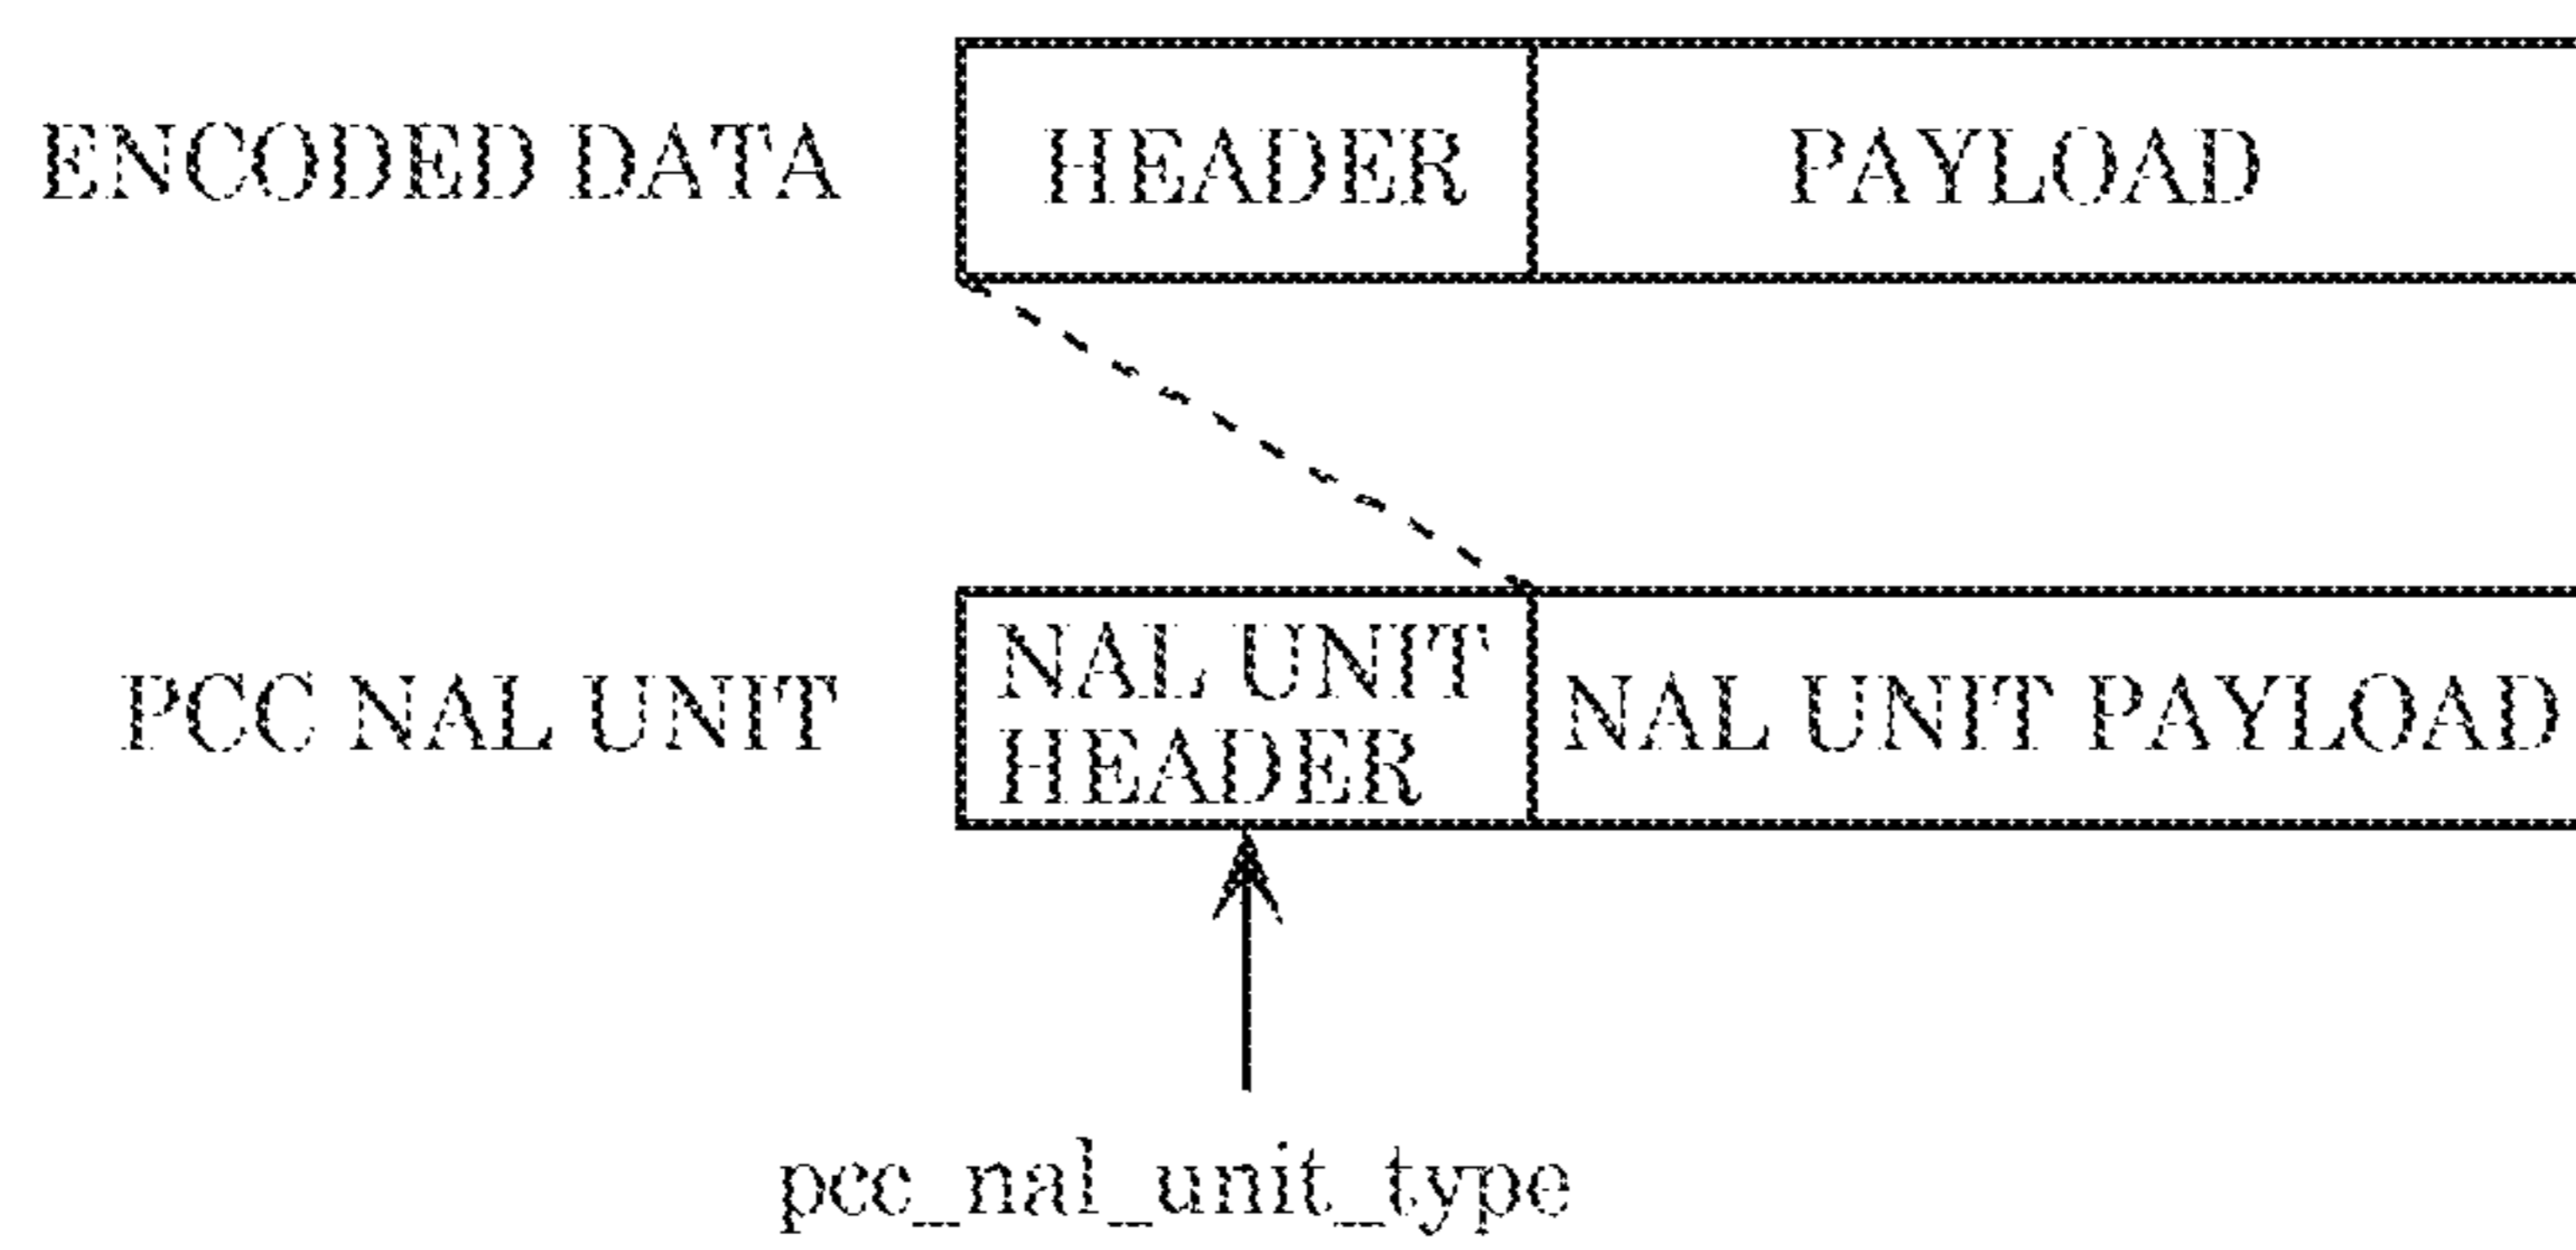 ENCODED DATA HEADER PAYLOAD
PCC NAL UNIT NAL UNIT HEADER NAL UNIT PAYLOAD
pcc_nal_unit_type